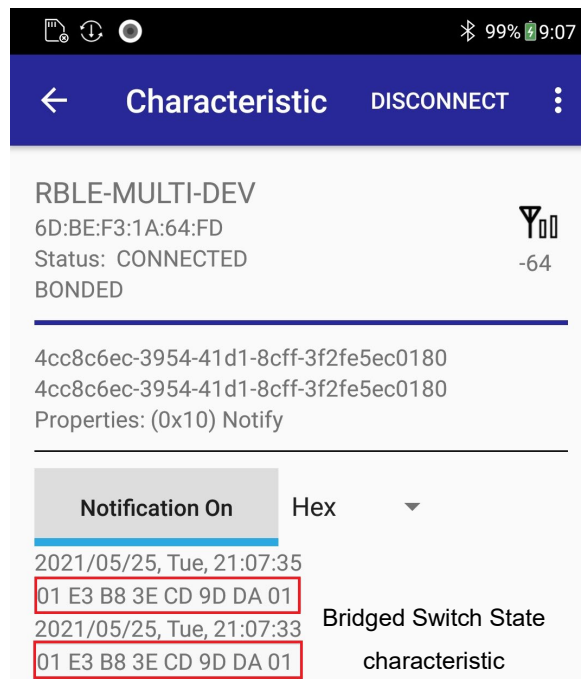 99% 9:07
Characteristic DISCONNECT
RBLE-MULTI-DEV
6D:BE:F3:1A:64:FD
Status: CONNECTED
BONDED
-64
4cc8c6ec-3954-41d1-8cff-3f2fe5ec0180
4cc8c6ec-3954-41d1-8cff-3f2fe5ec0180
Properties: (0x10) Notify
Notification On Hex
2021/05/25, Tue, 21:07:35
01 E3 B8 3E CD 9D DA 01
2021/05/25, Tue, 21:07:33
01 E3 B8 3E CD 9D DA 01
Bridged Switch State
characteristic